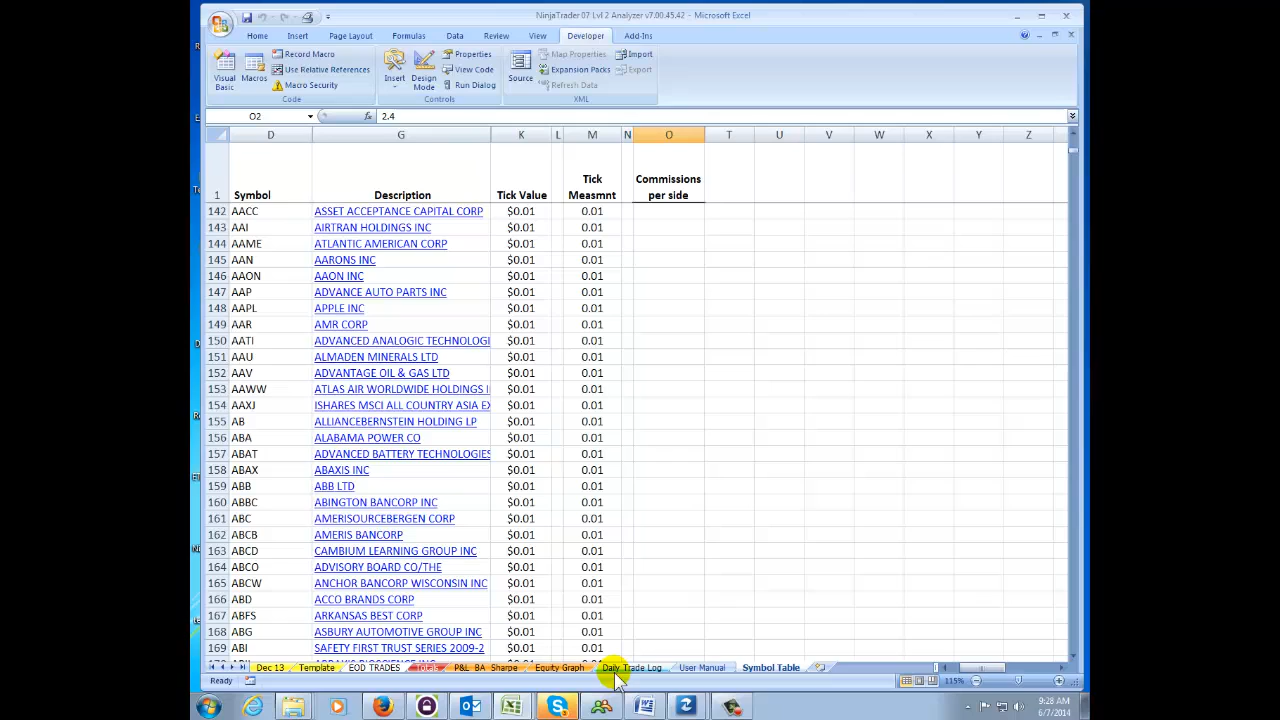 NinjaTrader 07 Lvl 2 Analyzer v7.00.45.42 - Microsoft Excel
Home Insert Page Layout Formulas Data Review View Developer Add-Ins
Visual Basic Macros Record Macro Use Relative References Macro Security
Insert Design Mode Properties View Code Run Dialog
Source Map Properties Expansion Packs Refresh Data Import Export
Code Controls XML
O2 fx 2.4
D G K L M N O T U V W X Y Z
1 Symbol Description Tick Value Tick Measmnt Commissions per side
142 AACC ASSET ACCEPTANCE CAPITAL CORP $0.01 0.01
143 AAI AIRTRAN HOLDINGS INC $0.01 0.01
144 AAME ATLANTIC AMERICAN CORP $0.01 0.01
145 AAN AARONS INC $0.01 0.01
146 AAON AAON INC $0.01 0.01
147 AAP ADVANCE AUTO PARTS INC $0.01 0.01
148 AAPL APPLE INC $0.01 0.01
149 AAR AMR CORP $0.01 0.01
150 AATI ADVANCED ANALOGIC TECHNOLOGI $0.01 0.01
151 AAU ALMADEN MINERALS LTD $0.01 0.01
152 AAV ADVANTAGE OIL & GAS LTD $0.01 0.01
153 AAWW ATLAS AIR WORLDWIDE HOLDINGS I $0.01 0.01
154 AAXJ ISHARES MSCI ALL COUNTRY ASIA EX $0.01 0.01
155 AB ALLIANCEBERNSTEIN HOLDING LP $0.01 0.01
156 ABA ALABAMA POWER CO $0.01 0.01
157 ABAT ADVANCED BATTERY TECHNOLOGIES $0.01 0.01
158 ABAX ABAXIS INC $0.01 0.01
159 ABB ABB LTD $0.01 0.01
160 ABBC ABINGTON BANCORP INC $0.01 0.01
161 ABC AMERISOURCEBERGEN CORP $0.01 0.01
162 ABCB AMERIS BANCORP $0.01 0.01
163 ABCD CAMBIUM LEARNING GROUP INC $0.01 0.01
164 ABCO ADVISORY BOARD CO/THE $0.01 0.01
165 ABCW ANCHOR BANCORP WISCONSIN INC $0.01 0.01
166 ABD ACCO BRANDS CORP $0.01 0.01
167 ABFS ARKANSAS BEST CORP $0.01 0.01
168 ABG ASBURY AUTOMOTIVE GROUP INC $0.01 0.01
169 ABI SAFETY FIRST TRUST SERIES 2009-2 $0.01 0.01
Dec 13 Template EOD TRADES Totals P&L BA Sharpe Equity Graph Daily Trade Log User Manual Symbol Table
Ready 115%
9:28 AM
6/7/2014